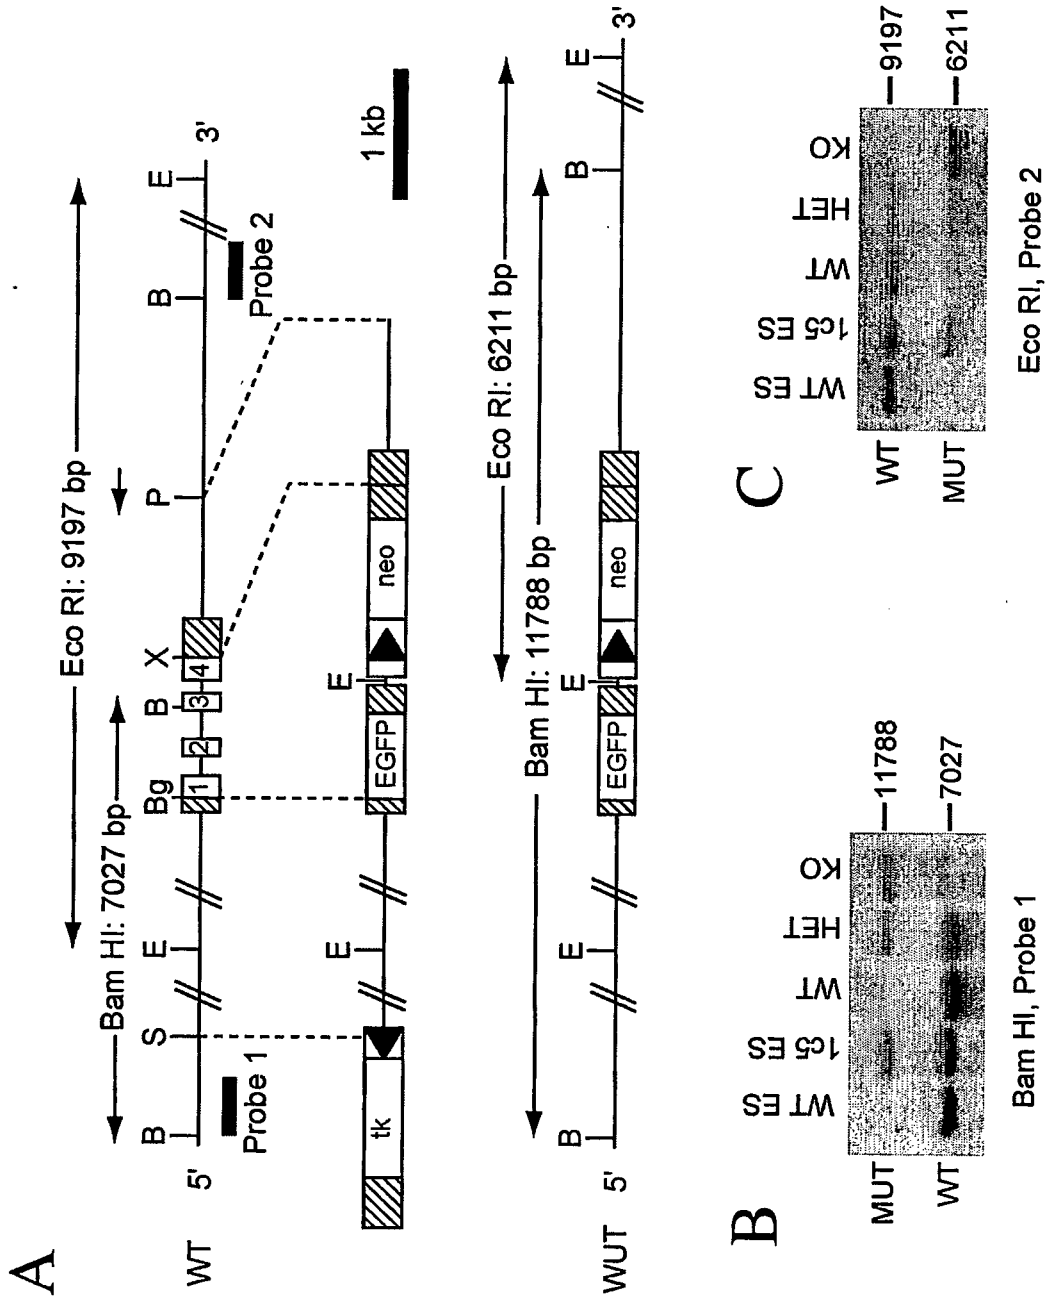 A
Eco RI: 9197 bp
Bam HI: 7027 bp
WT 5' B S E Bg B X P B E 3'
1 2 3 4
Probe 1
Probe 2
tk E EGFP E neo
1 kb
Eco RI: 6211 bp
Bam HI: 11788 bp
WUT 5' B E E B E 3'
EGFP neo
B
WT ES 1c5 ES WT HET KO
MUT 11788
WT 7027
Bam HI, Probe 1
C
WT ES 1c5 ES WT HET KO
WT 9197
MUT 6211
Eco RI, Probe 2